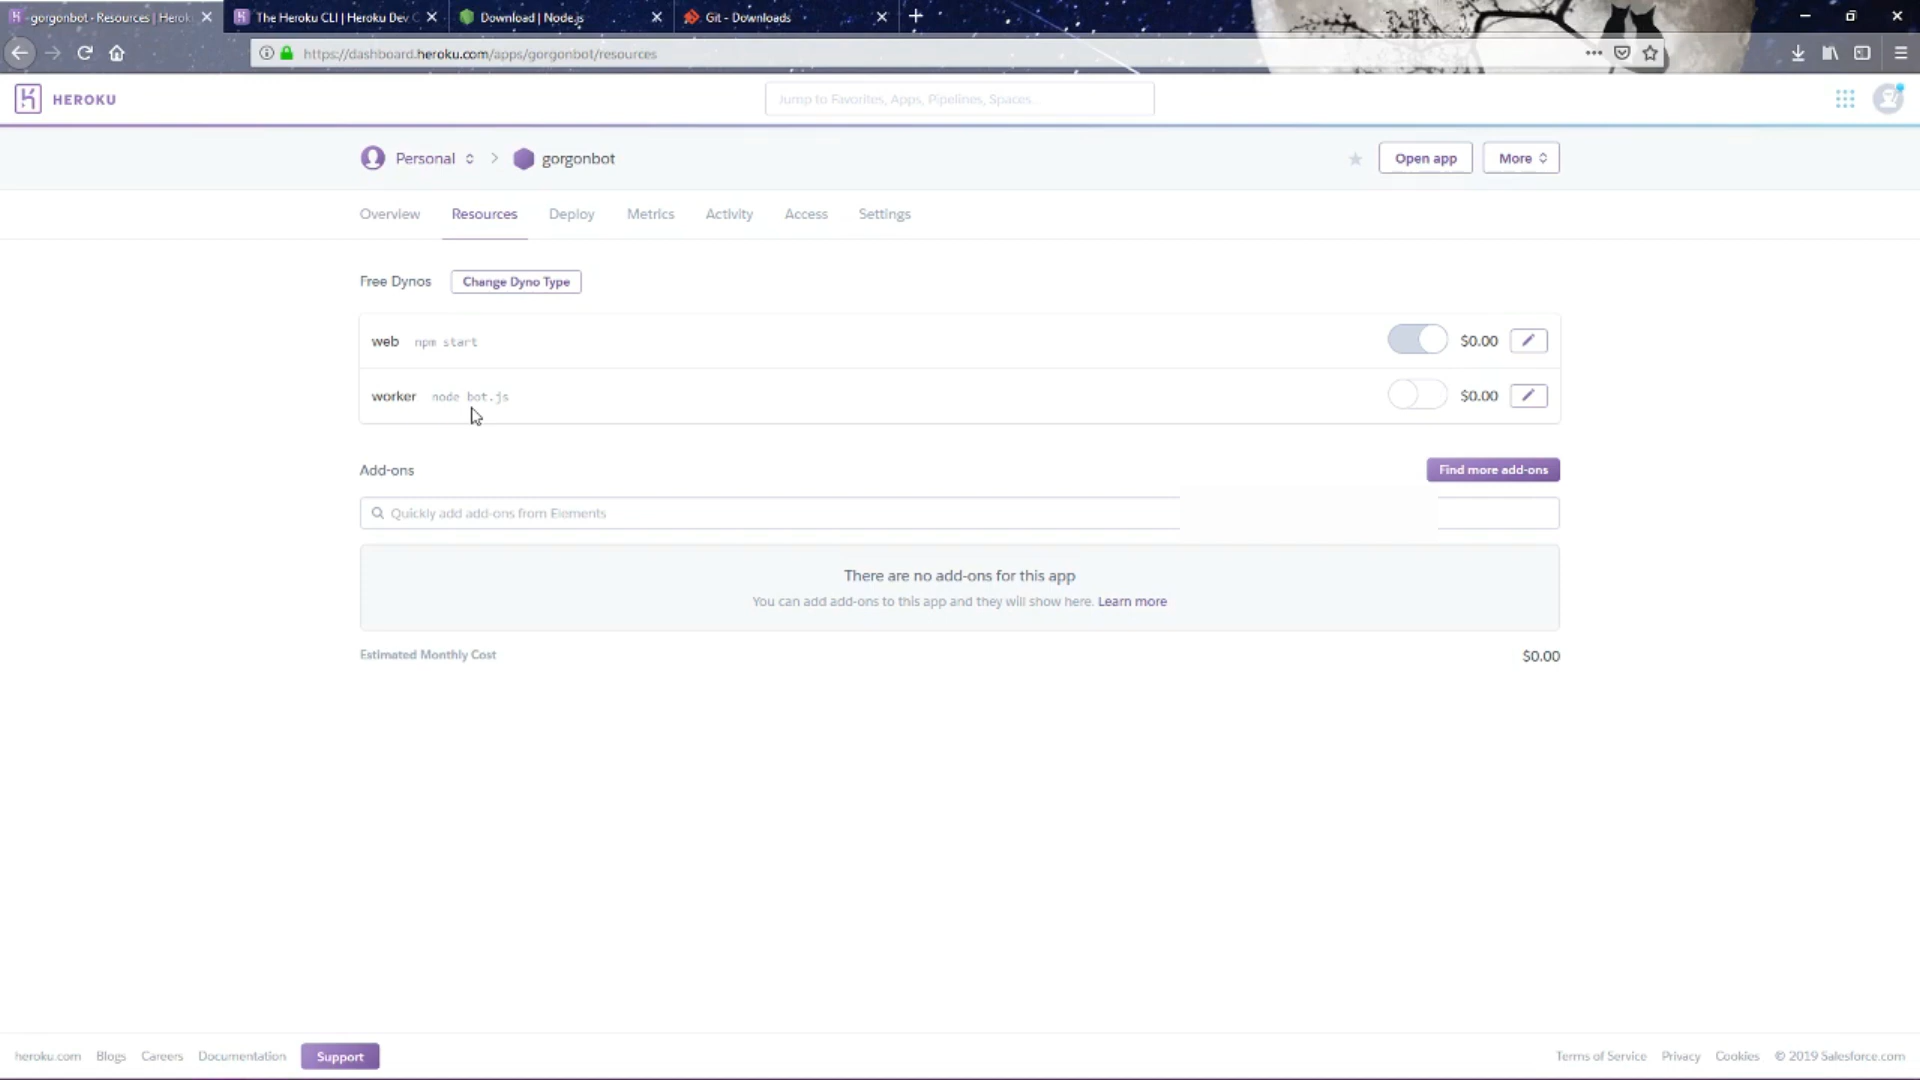 gorgonbot - Resources | Herok
The Heroku CLI | Heroku Dev C
Download | Node.js
Git - Downloads
https://dashboard.heroku.com/apps/gorgonbot/resources
HEROKU
Jump to Favorites, Apps, Pipelines, Spaces...
Personal
gorgonbot
Open app
More
Overview
Resources
Deploy
Metrics
Activity
Access
Settings
Free Dynos
Change Dyno Type
web npm start
$0.00
worker node bot.js
$0.00
Add-ons
Find more add-ons
Quickly add add-ons from Elements
There are no add-ons for this app
You can add add-ons to this app and they will show here. Learn more
Estimated Monthly Cost
$0.00
heroku.com
Blogs
Careers
Documentation
Support
Terms of Service
Privacy
Cookies
© 2019 Salesforce.com